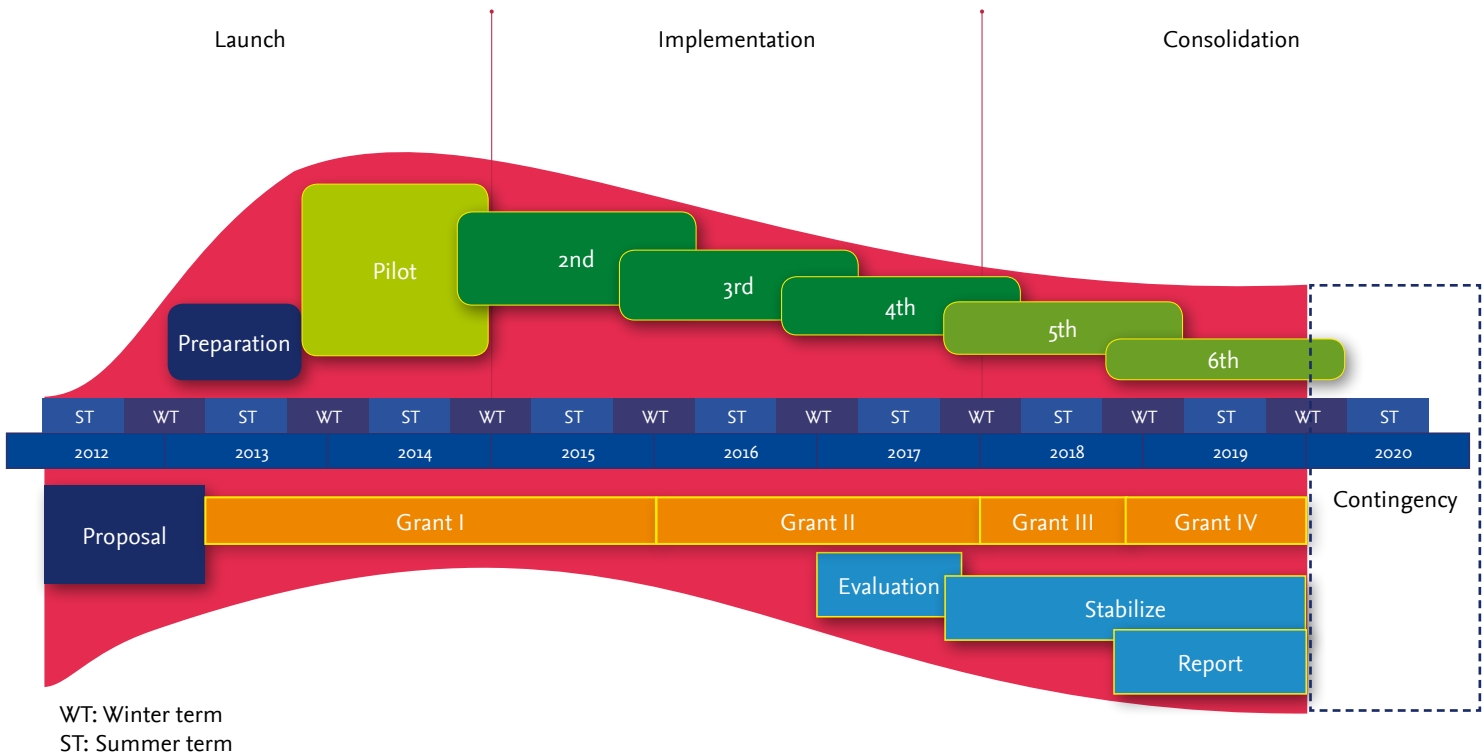 Launch
Implementation
Consolidation
Pilot
2nd
3rd
4th
Preparation
5th
6th
ST WT ST WT ST WT ST WT ST WT ST WT ST WT ST WT ST
2012 2013 2014 2015 2016 2017 2018 2019 2020
Proposal
Grant I
Grant II
Grant III
Grant IV
Contingency
Evaluation
Stabilize
Report
WT: Winter term
ST: Summer term